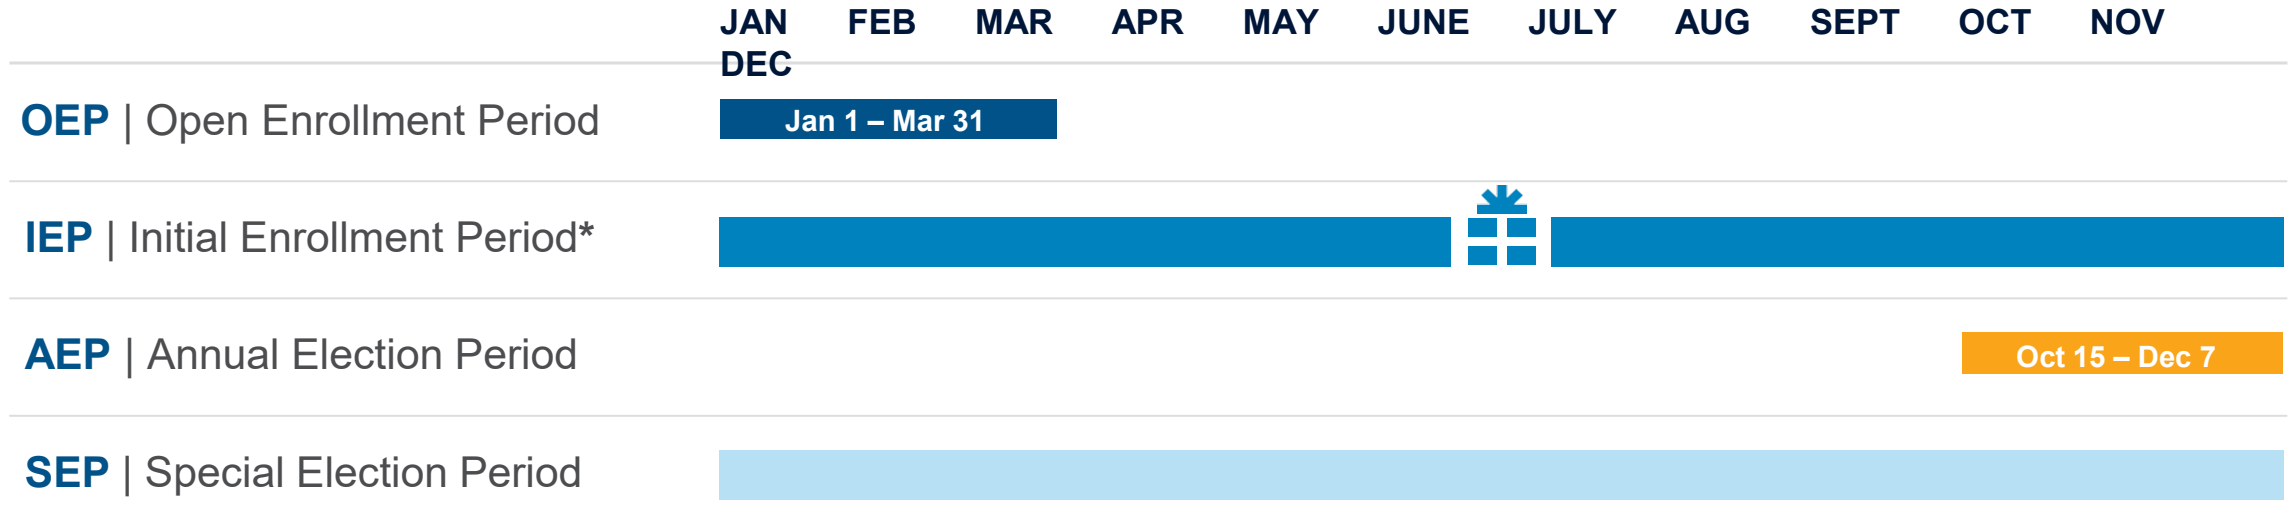 JAN FEB MAR APR MAY JUNE JULY AUG SEPT OCT NOV
DEC
OEP | Open Enrollment Period
Jan 1 – Mar 31
IEP | Initial Enrollment Period*
AEP | Annual Election Period
Oct 15 – Dec 7
SEP | Special Election Period